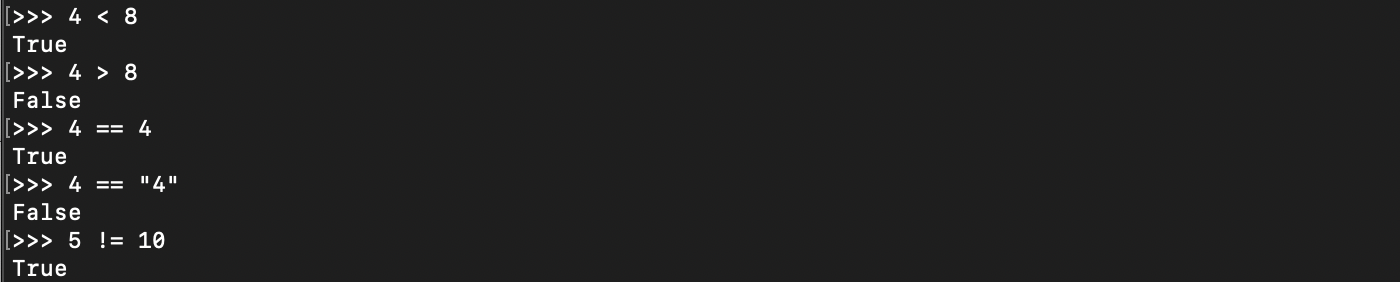 [>>> 4 < 8
True
[>>> 4 > 8
False
[>>> 4 == 4
True
[>>> 4 == "4"
False
[>>> 5 != 10
True